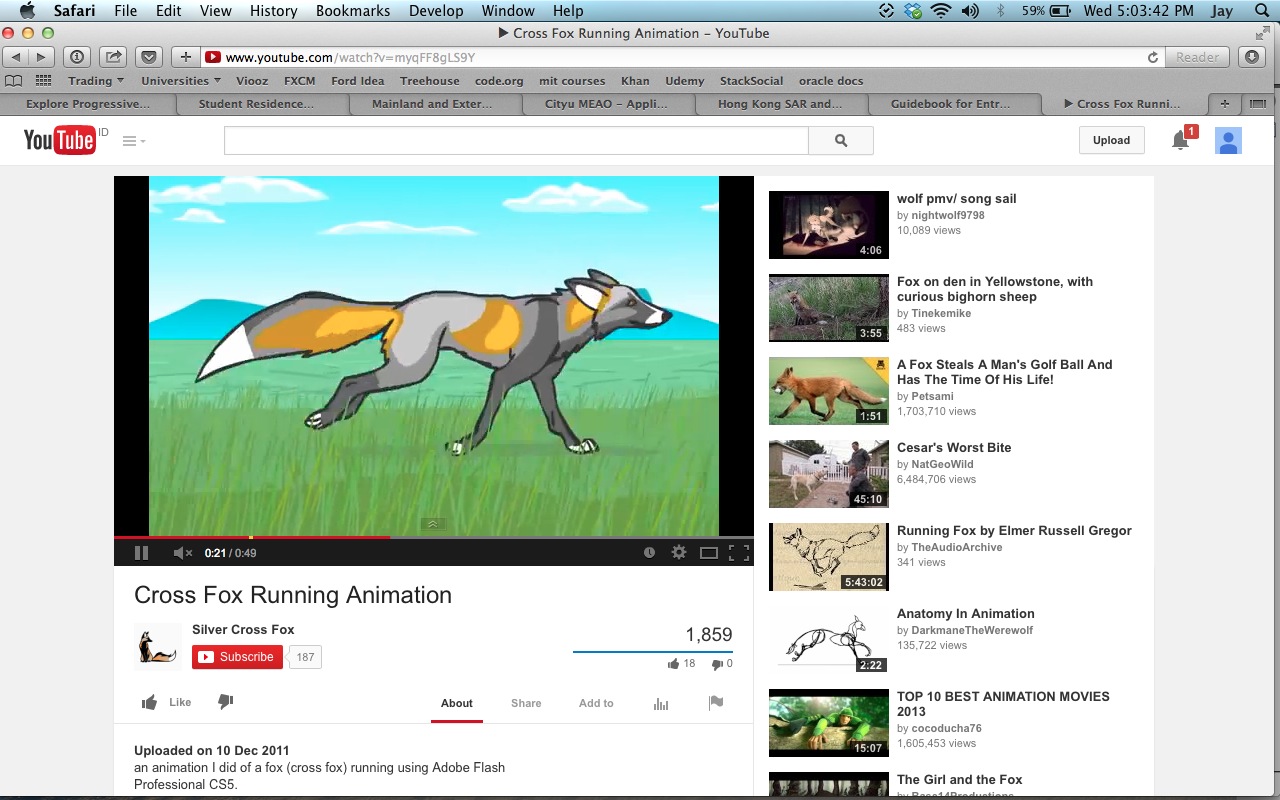 Safari File Edit View History Bookmarks Develop Window Help 59% Wed 5:03:42 PM Jay
Cross Fox Running Animation – YouTube
www.youtube.com/watch?v=myqFF8gLS9Y Reader
Trading Universities Viooz FXCM Ford Idea Treehouse code.org mit courses Khan Udemy StackSocial oracle docs
Explore Progressive... Student Residence... Mainland and Exter... Cityu MEAO – Appli... Hong Kong SAR and... Guidebook for Entr... Cross Fox Runni...
YouTube ID Upload 1
0:21 / 0:49
Cross Fox Running Animation
Silver Cross Fox
Subscribe 187
1,859
18 0
Like About Share Add to
Uploaded on 10 Dec 2011
an animation I did of a fox (cross fox) running using Adobe Flash
Professional CS5.
wolf pmv/ song sail
by nightwolf9798
10,089 views
4:06
Fox on den in Yellowstone, with
curious bighorn sheep
by Tinekemike
483 views
3:55
A Fox Steals A Man's Golf Ball And
Has The Time Of His Life!
by Petsami
1,703,710 views
1:51
Cesar's Worst Bite
by NatGeoWild
6,484,706 views
45:10
Running Fox by Elmer Russell Gregor
by TheAudioArchive
341 views
5:43:02
Anatomy In Animation
by DarkmaneTheWerewolf
135,722 views
2:22
TOP 10 BEST ANIMATION MOVIES
2013
by cocoducha76
1,605,453 views
15:07
The Girl and the Fox
by Base14Productions